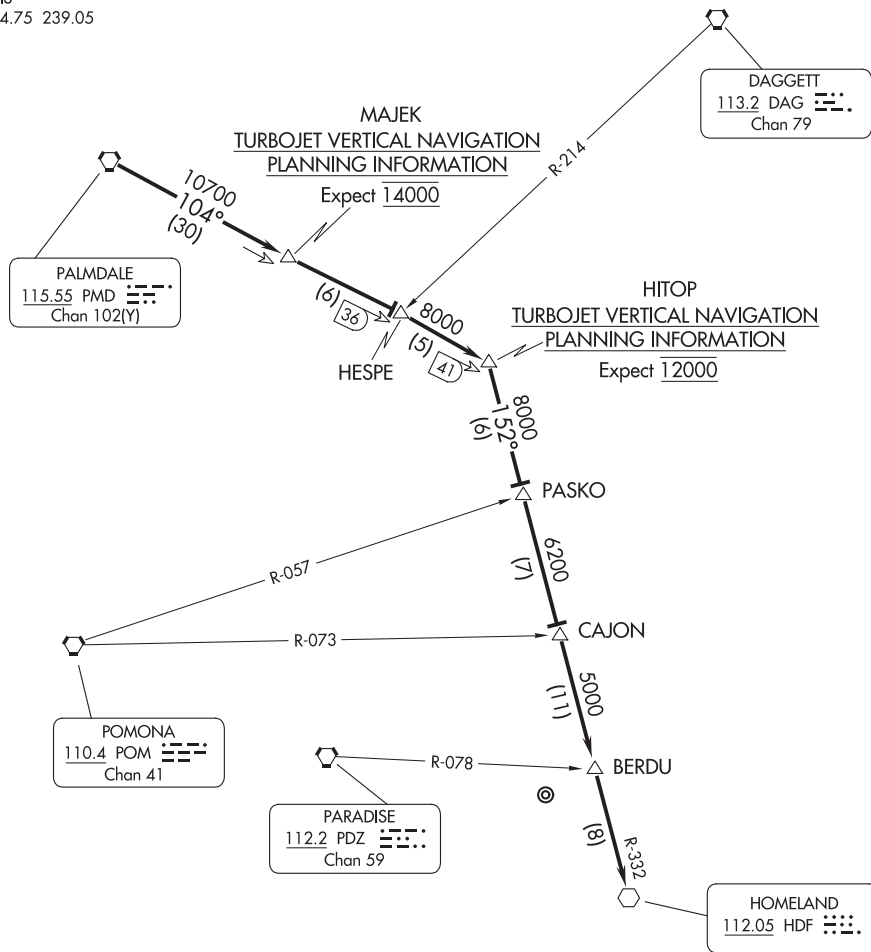 4.75 239.05
DAGGETT
113.2 DAG
Chan 79
MAJEK
TURBOJET VERTICAL NAVIGATION
PLANNING INFORMATION
Expect 14000
R-214
10700
104°
(30)
PALMDALE
115.55 PMD
Chan 102(Y)
(6)
36
HESPE
8000
(5)
41
HITOP
TURBOJET VERTICAL NAVIGATION
PLANNING INFORMATION
Expect 12000
8000
152°
(6)
PASKO
R-057
6200
(7)
R-073
CAJON
POMONA
110.4 POM
Chan 41
5000
(11)
R-078
BERDU
PARADISE
112.2 PDZ
Chan 59
(8)
R-332
HOMELAND
112.05 HDF